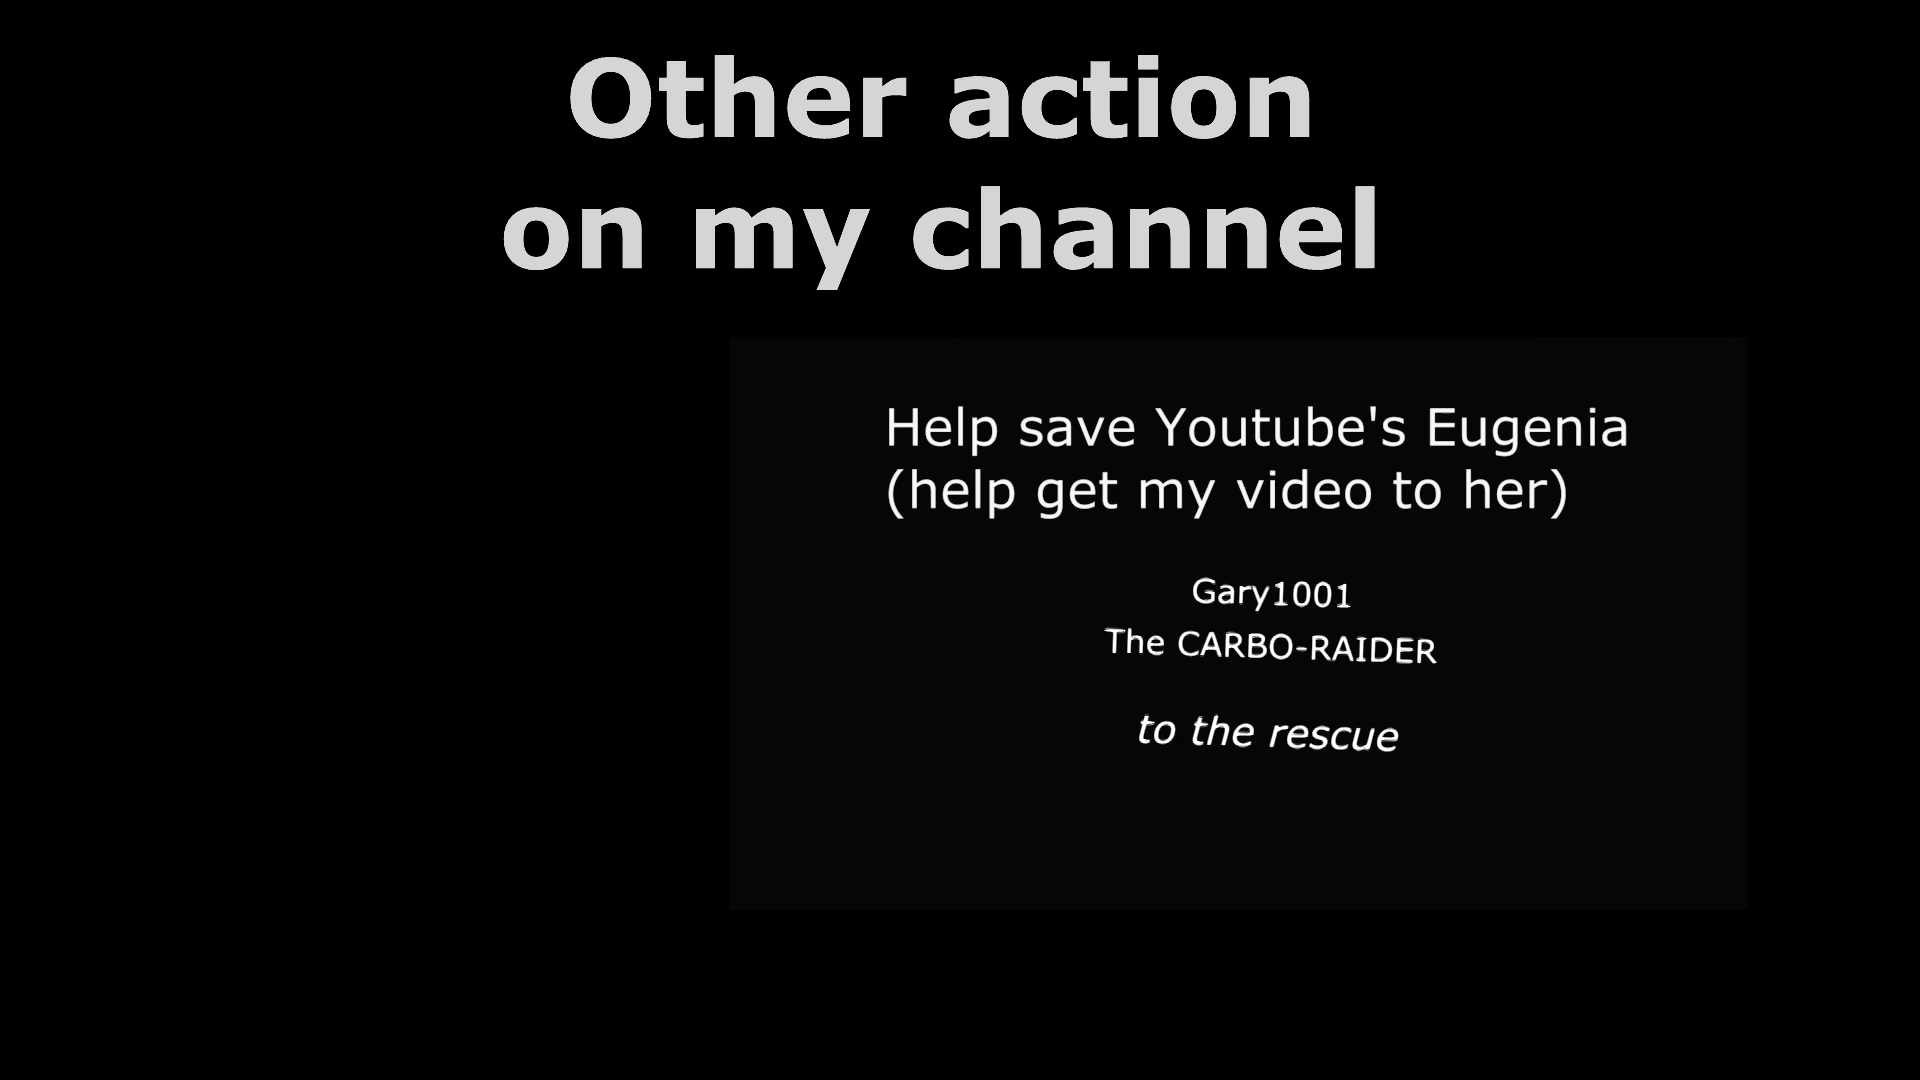 Other action
on my channel
Help save Youtube's Eugenia
(help get my video to her)
Gary1001
The CARBO-RAIDER
to the rescue